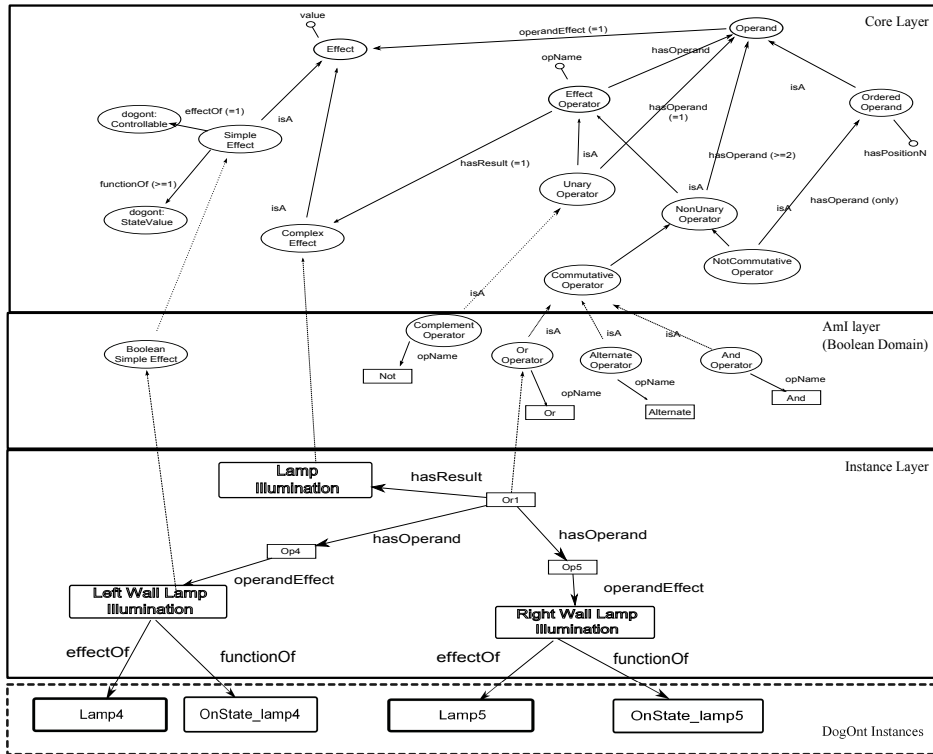 value
Core Layer
Effect
operandEffect (=1)
Operand
hasOperand
opName
isA
Effect
Operator
Ordered
Operand
dogont:
Controllable
effectOf (=1)
Simple
Effect
isA
hasOperand
(=1)
hasPositionN
functionOf (>=1)
hasResult (=1)
isA
Unary
Operator
hasOperand (>=2)
isA
dogont:
StateValue
isA
Complex
Effect
NonUnary
Operator
isA
hasOperand (only)
NotCommutative
Operator
Commutative
Operator
isA
AmI layer
(Boolean Domain)
Complement
Operator
isA
isA
isA
Boolean
Simple Effect
opName
Or
Operator
Alternate
Operator
And
Operator
Not
opName
opName
opName
Or
Alternate
And
Instance Layer
Lamp
Illumination
hasResult
Or1
hasOperand
hasOperand
Op4
Op5
operandEffect
operandEffect
Left Wall Lamp
Illumination
Right Wall Lamp
Illumination
effectOf
functionOf
effectOf
functionOf
Lamp4
OnState_lamp4
Lamp5
OnState_lamp5
DogOnt Instances